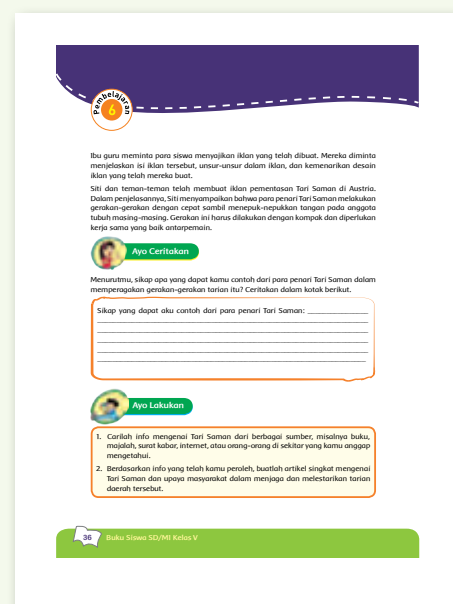 Pembelajaran
6
Ibu guru meminta para siswa menyajikan iklan yang telah dibuat. Mereka diminta
menjelaskan isi iklan tersebut, unsur-unsur dalam iklan, dan kemenarikan desain
iklan yang telah mereka buat.
Siti dan teman-teman telah membuat iklan pementasan Tari Saman di Austria.
Dalam penjelasannya, Siti menyampaikan bahwa para penari Tari Saman melakukan
gerakan-gerakan dengan cepat sambil menepuk-nepukkan tangan pada anggota
tubuh masing-masing. Gerakan ini harus dilakukan dengan kompak dan diperlukan
kerja sama yang baik antarpemain.
Ayo Ceritakan
Menurutmu, sikap apa yang dapat kamu contoh dari para penari Tari Saman dalam
memperagakan gerakan-gerakan tarian itu? Ceritakan dalam kotak berikut.
Sikap yang dapat aku contoh dari para penari Tari Saman:
Ayo Lakukan
1. Carilah info mengenai Tari Saman dari berbagai sumber, misalnya buku,
majalah, surat kabar, internet, atau orang-orang di sekitar yang kamu anggap
mengetahui.
2. Berdasarkan info yang telah kamu peroleh, buatlah artikel singkat mengenai
Tari Saman dan upaya masyarakat dalam menjaga dan melestarikan tarian
daerah tersebut.
36 Buku Siswa SD/MI Kelas V